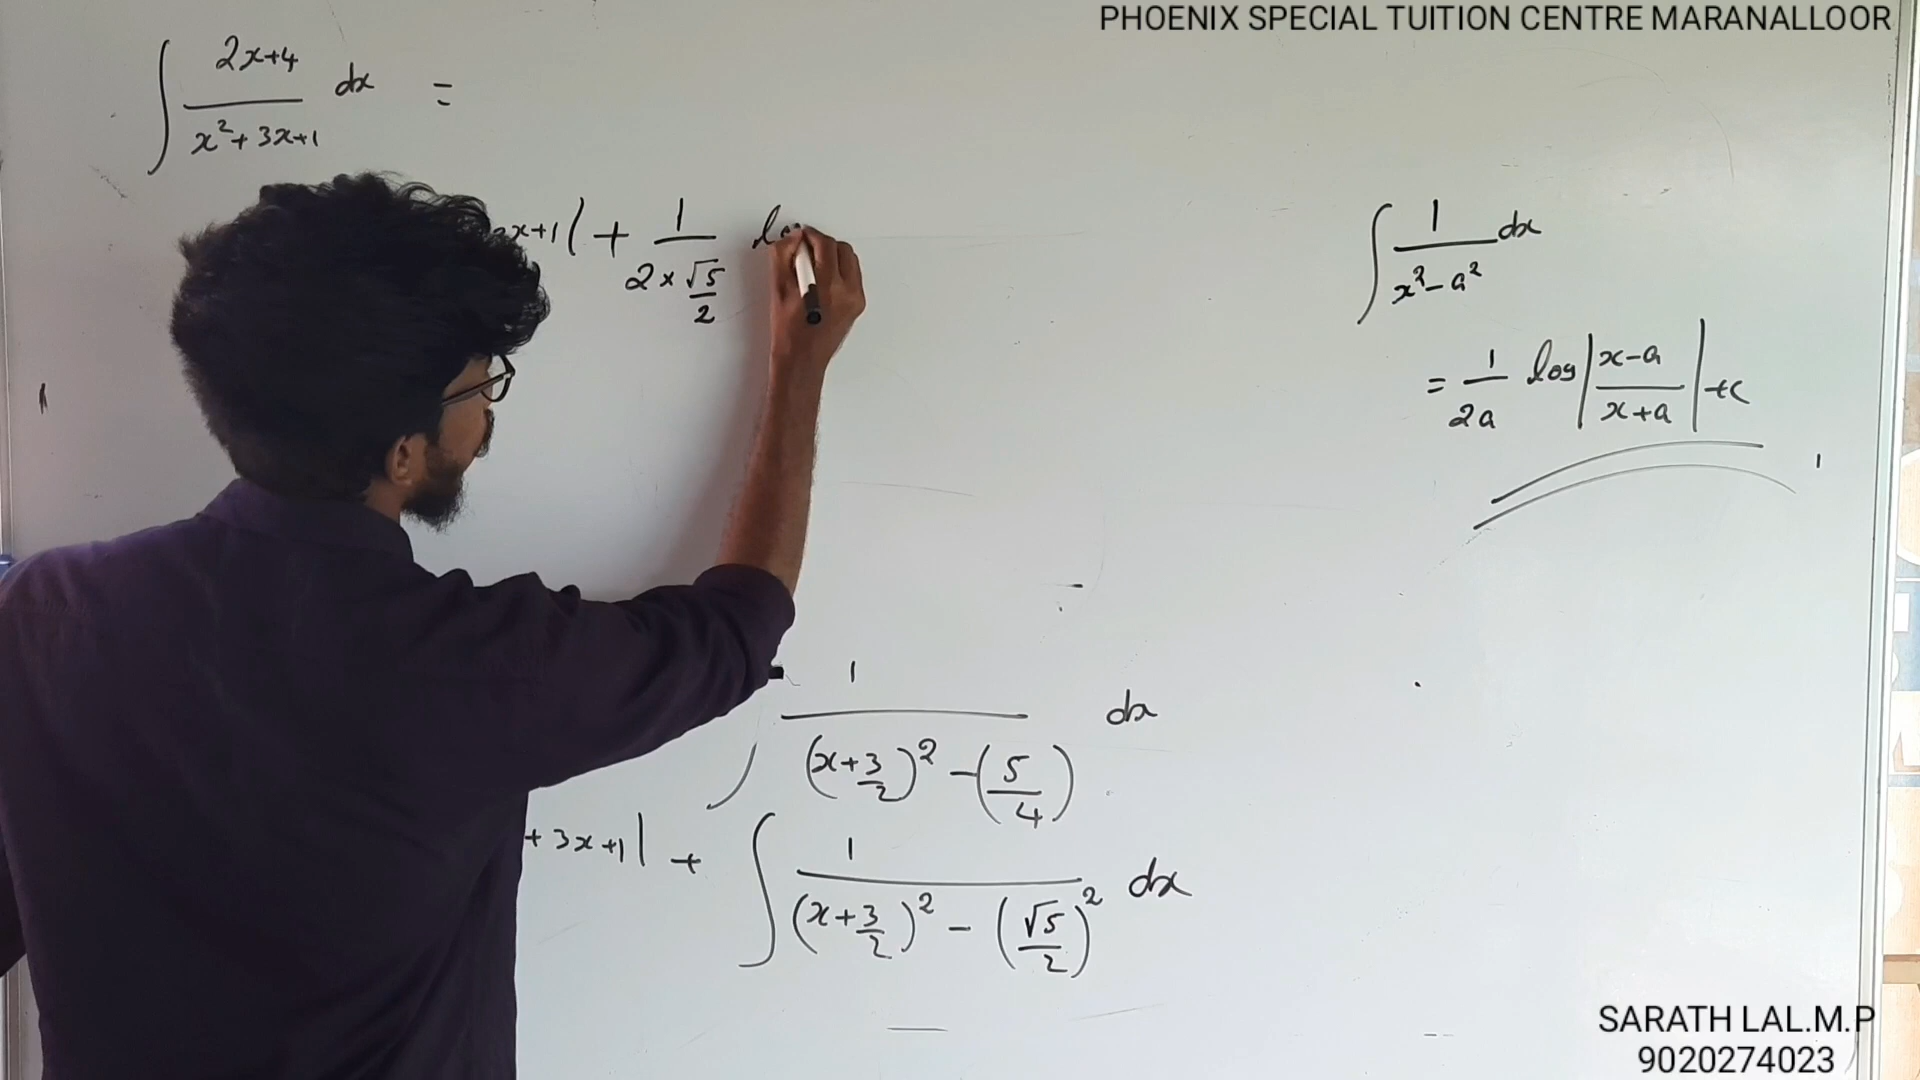 PHOENIX SPECIAL TUITION CENTRE MARANALLOOR
∫ (2x+4)/(x²+3x+1) dx =
x+1| + 1/(2×√5/2) lo
∫ 1/(x²-a²) dx
= 1/2a log |(x-a)/(x+a)| +c
∫ 1/((x+3/2)² - (5/4)) dx
+3x+1| + ∫ 1/((x+3/2)² - (√5/2)²) dx
SARATH LAL.M.P
9020274023